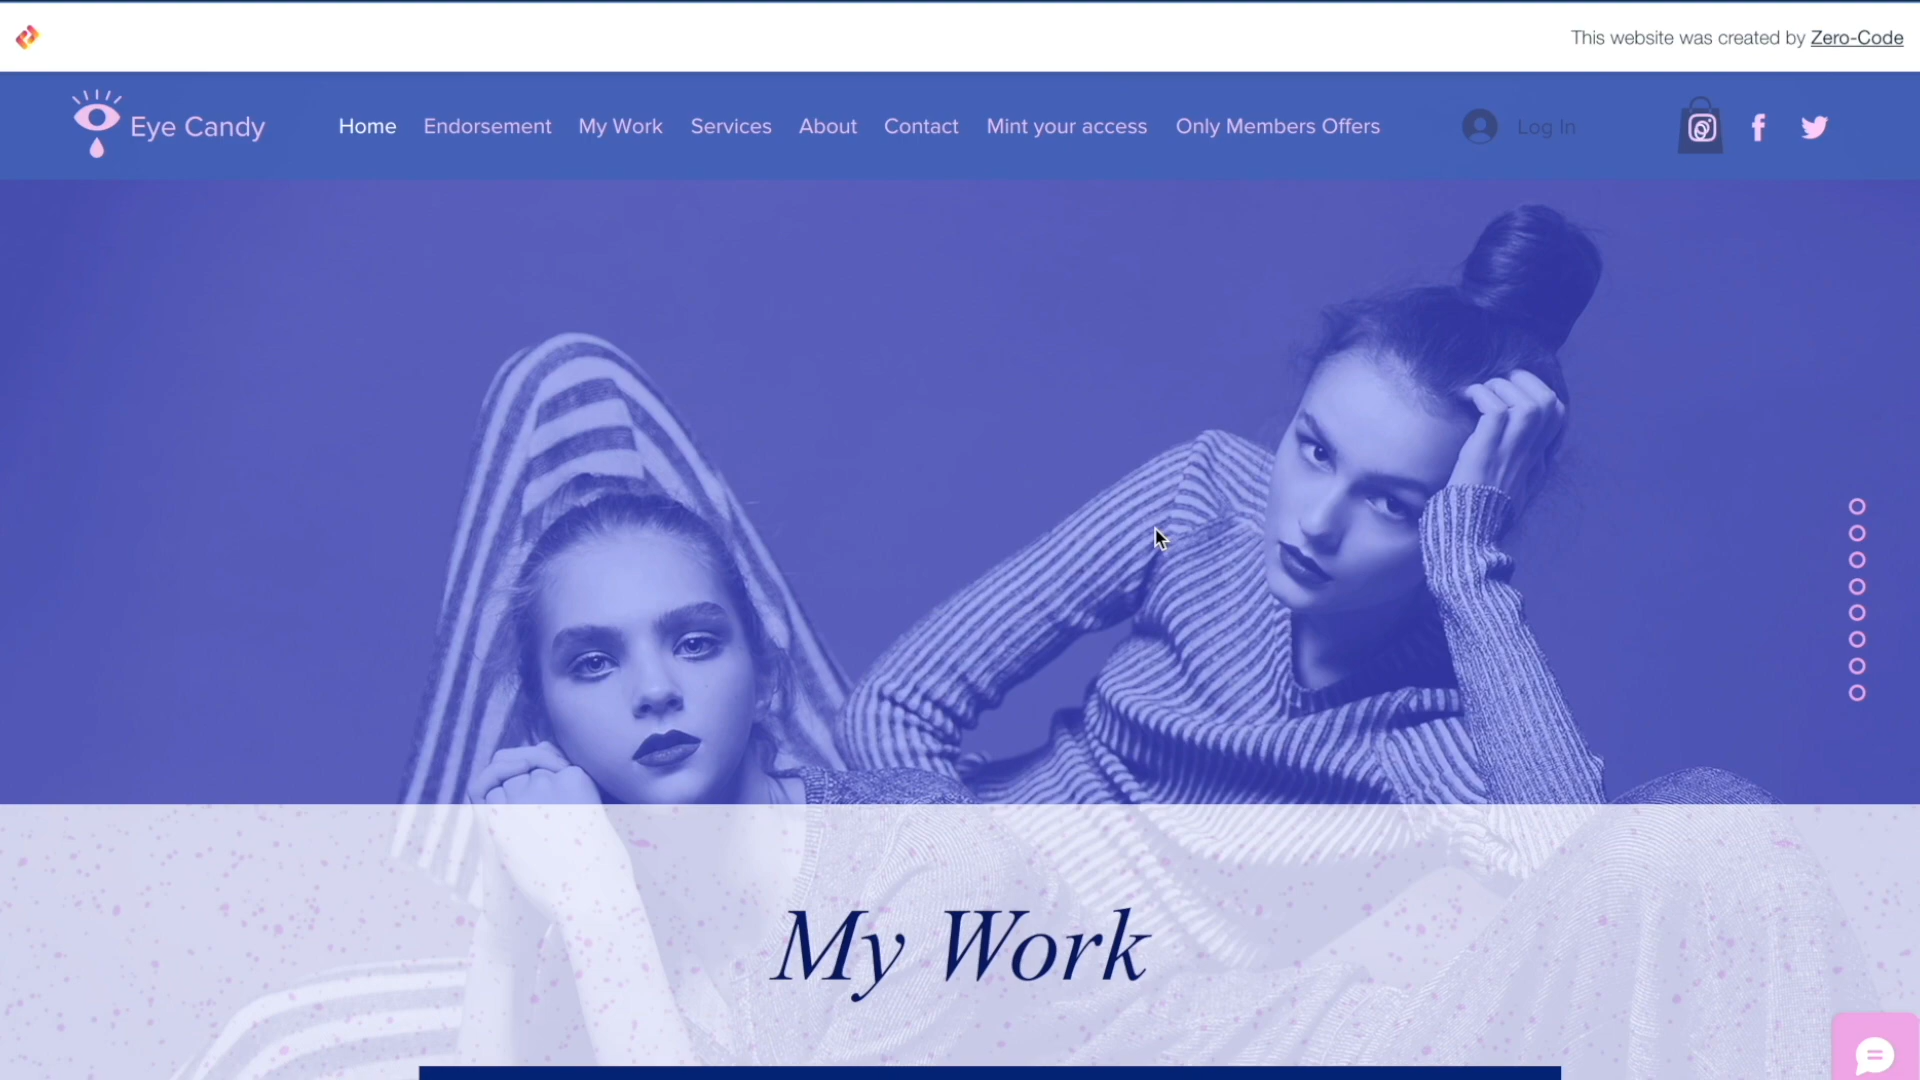 This website was created by Zero-Code
Eye Candy
Home Endorsement My Work Services About Contact Mint your access Only Members Offers Log In
My Work